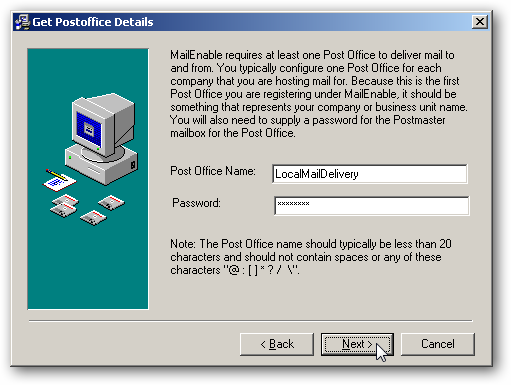 Get Postoffice Details
MailEnable requires at least one Post Office to deliver mail to
and from. You typically configure one Post Office for each
company that you are hosting mail for. Because this is the first
Post Office you are registering under MailEnable, it should be
something that represents your company or business unit name.
You will also need to supply a password for the Postmaster
mailbox for the Post Office.
Post Office Name: LocalMailDelivery
Password: xxxxxxxx
Note: The Post Office name should typically be less than 20
characters and should not contain spaces or any of these
characters "@ : [ ] * ? / \".
< Back Next > Cancel